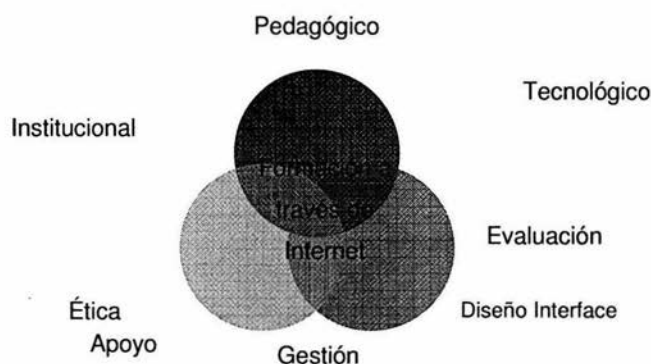 Pedagógico
Tecnológico
Institucional
Formación a
través de
Internet
Evaluación
Ética
Diseño Interface
Apoyo
Gestión